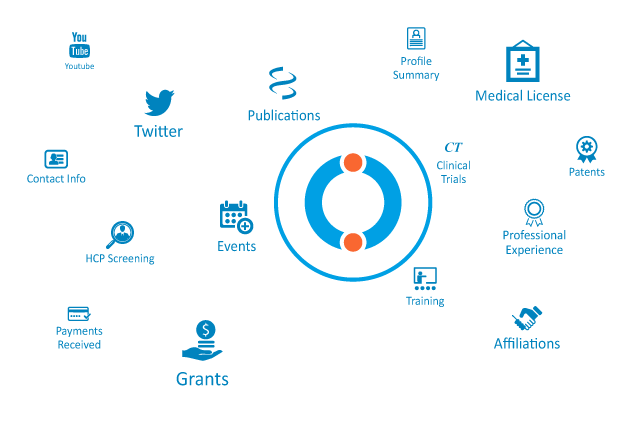 You
Tube
Youtube
Twitter
Publications
Profile
Summary
Medical License
Contact Info
CT
Clinical
Trials
Patents
HCP Screening
Events
Professional
Experience
Payments
Received
$
Grants
Training
Affiliations